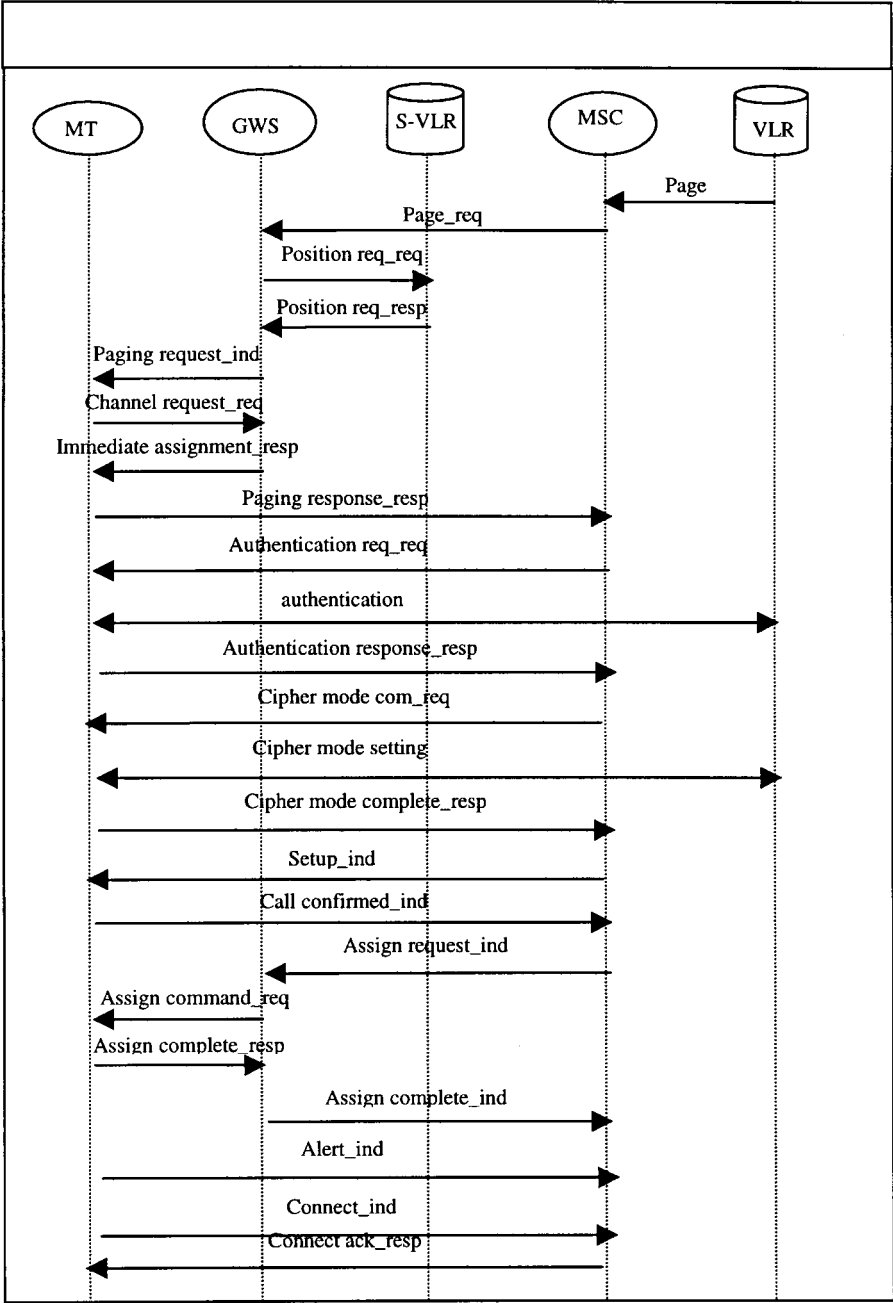 MT
GWS
S-VLR
MSC
VLR
Page
Page_req
Position req_req
Position req_resp
Paging request_ind
Channel request_req
Immediate assignment_resp
Paging response_resp
Authentication req_req
authentication
Authentication response_resp
Cipher mode com_req
Cipher mode setting
Cipher mode complete_resp
Setup_ind
Call confirmed_ind
Assign request_ind
Assign command_req
Assign complete_resp
Assign complete_ind
Alert_ind
Connect_ind
Connect ack_resp